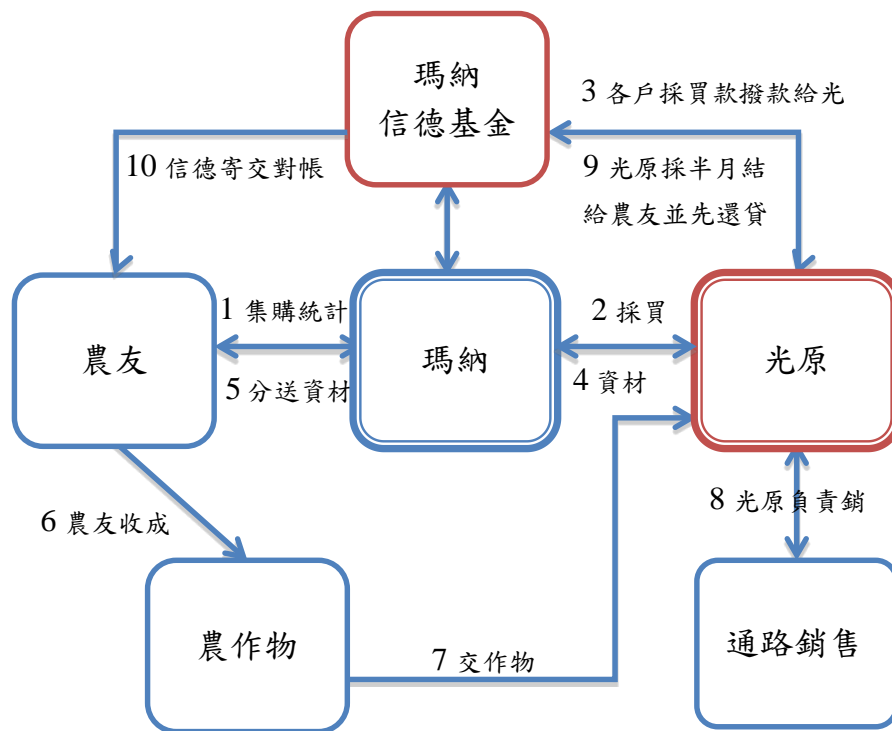 瑪納
信德基金
3 各戶採買款撥款給光
10 信德寄交對帳
9 光原採半月結
給農友並先還貸
1 集購統計
2 採買
農友
瑪納
光原
5 分送資材
4 資材
6 農友收成
8 光原負責銷
農作物
7 交作物
通路銷售